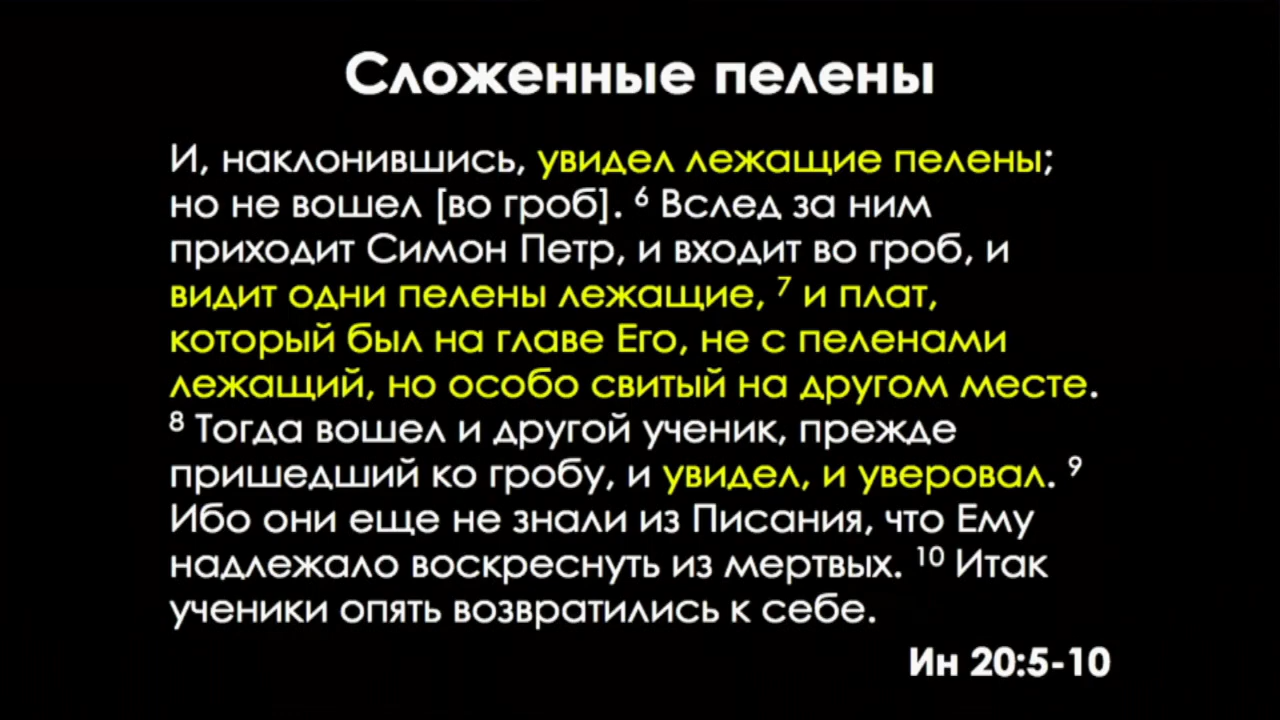 Сложенные пелены
И, наклонившись, увидел лежащие пелены;
но не вошел [во гроб]. ⁶ Вслед за ним
приходит Симон Петр, и входит во гроб, и
видит одни пелены лежащие, ⁷ и плат,
который был на главе Его, не с пеленами
лежащий, но особо свитый на другом месте.
⁸ Тогда вошел и другой ученик, прежде
пришедший ко гробу, и увидел, и уверовал. ⁹
Ибо они еще не знали из Писания, что Ему
надлежало воскреснуть из мертвых. ¹⁰ Итак
ученики опять возвратились к себе.
Ин 20:5-10